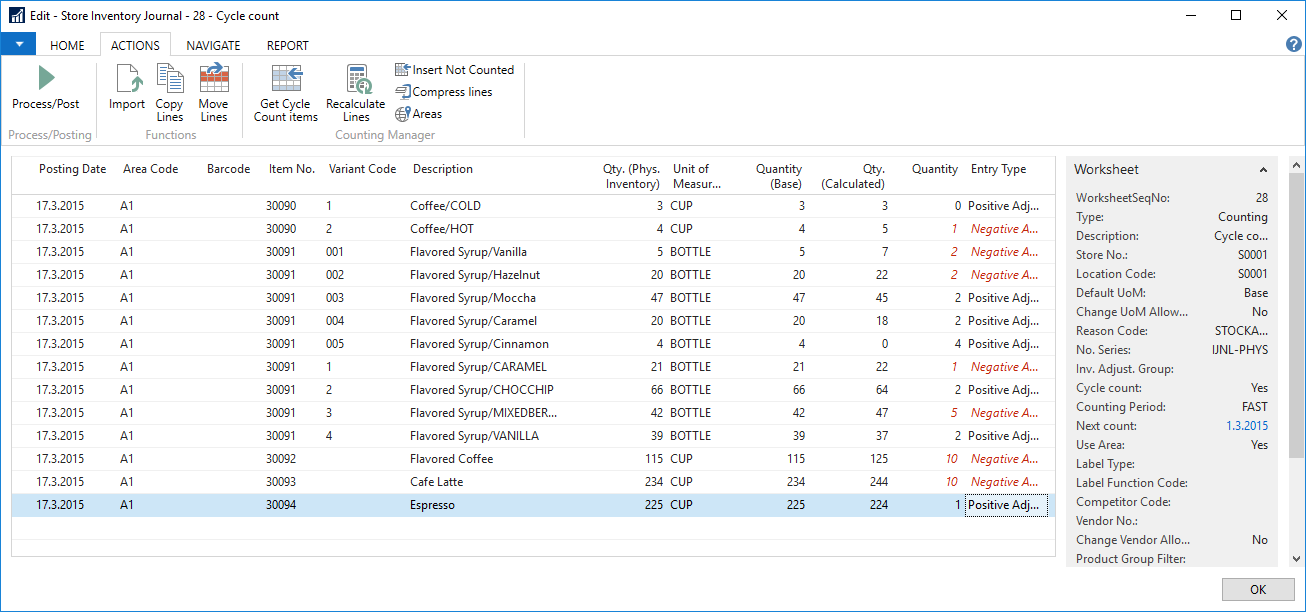 Edit - Store Inventory Journal - 28 - Cycle count
HOME ACTIONS NAVIGATE REPORT ?
Process/Post
Import
Copy Lines
Move Lines
Get Cycle Count items
Recalculate Lines
Insert Not Counted
Compress lines
Areas
Process/Posting Functions Counting Manager
Posting Date Area Code Barcode Item No. Variant Code Description Qty. (Phys. Inventory) Unit of Measur... Quantity (Base) Qty. (Calculated) Quantity Entry Type
17.3.2015 A1 30090 1 Coffee/COLD 3 CUP 3 3 0 Positive Adj...
17.3.2015 A1 30090 2 Coffee/HOT 4 CUP 4 5 1 Negative A...
17.3.2015 A1 30091 001 Flavored Syrup/Vanilla 5 BOTTLE 5 7 2 Negative A...
17.3.2015 A1 30091 002 Flavored Syrup/Hazelnut 20 BOTTLE 20 22 2 Negative A...
17.3.2015 A1 30091 003 Flavored Syrup/Moccha 47 BOTTLE 47 45 2 Positive Adj...
17.3.2015 A1 30091 004 Flavored Syrup/Caramel 20 BOTTLE 20 18 2 Positive Adj...
17.3.2015 A1 30091 005 Flavored Syrup/Cinnamon 4 BOTTLE 4 0 4 Positive Adj...
17.3.2015 A1 30091 1 Flavored Syrup/CARAMEL 21 BOTTLE 21 22 1 Negative A...
17.3.2015 A1 30091 2 Flavored Syrup/CHOCCHIP 66 BOTTLE 66 64 2 Positive Adj...
17.3.2015 A1 30091 3 Flavored Syrup/MIXEDBER... 42 BOTTLE 42 47 5 Negative A...
17.3.2015 A1 30091 4 Flavored Syrup/VANILLA 39 BOTTLE 39 37 2 Positive Adj...
17.3.2015 A1 30092 Flavored Coffee 115 CUP 115 125 10 Negative A...
17.3.2015 A1 30093 Cafe Latte 234 CUP 234 244 10 Negative A...
17.3.2015 A1 30094 Espresso 225 CUP 225 224 1 Positive Adj...
Worksheet
WorksheetSeqNo: 28
Type: Counting
Description: Cycle co...
Store No.: S0001
Location Code: S0001
Default UoM: Base
Change UoM Allow... No
Reason Code: STOCKA...
No. Series: IJNL-PHYS
Inv. Adjust. Group:
Cycle count: Yes
Counting Period: FAST
Next count: 1.3.2015
Use Area: Yes
Label Type:
Label Function Code:
Competitor Code:
Vendor No.:
Change Vendor Allo... No
Product Group Filter:
OK